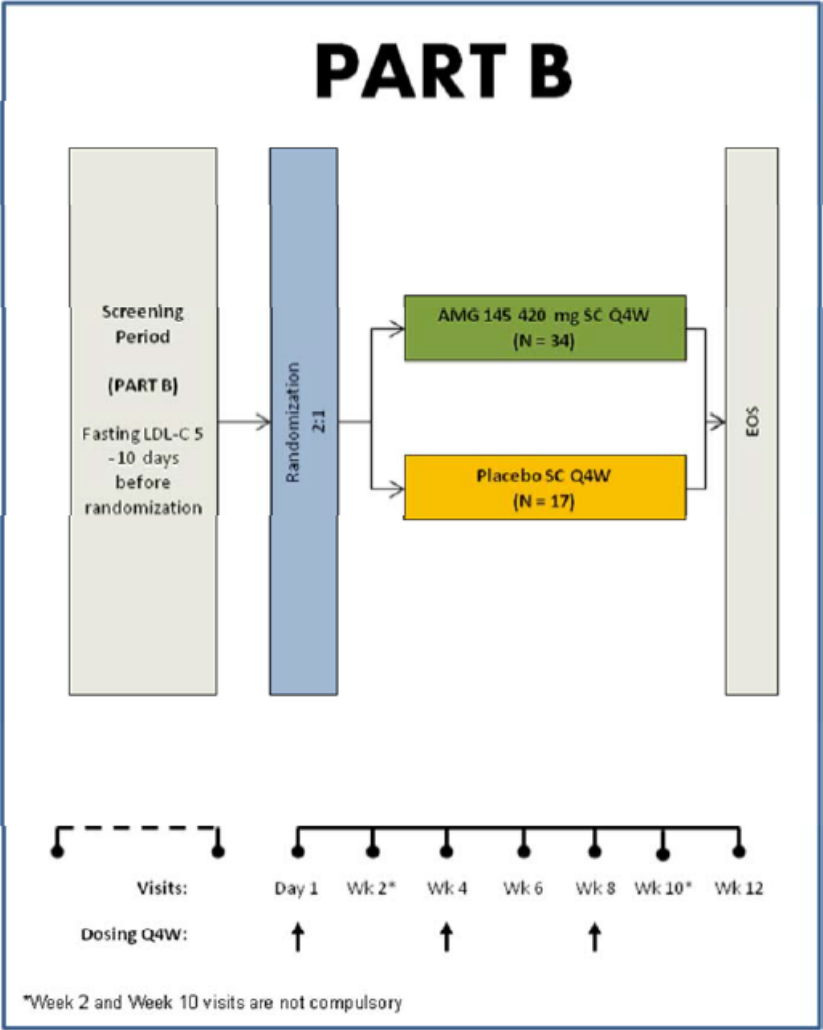 PART B
Screening
Period
(PART B)
Fasting LDL-C 5
-10 days
before
randomization
Randomization
2:1
AMG 145 420 mg SC Q4W
(N = 34)
Placebo SC Q4W
(N = 17)
EOS
Visits: Day 1 Wk 2* Wk 4 Wk 6 Wk 8 Wk 10* Wk 12
Dosing Q4W:
*Week 2 and Week 10 visits are not compulsory